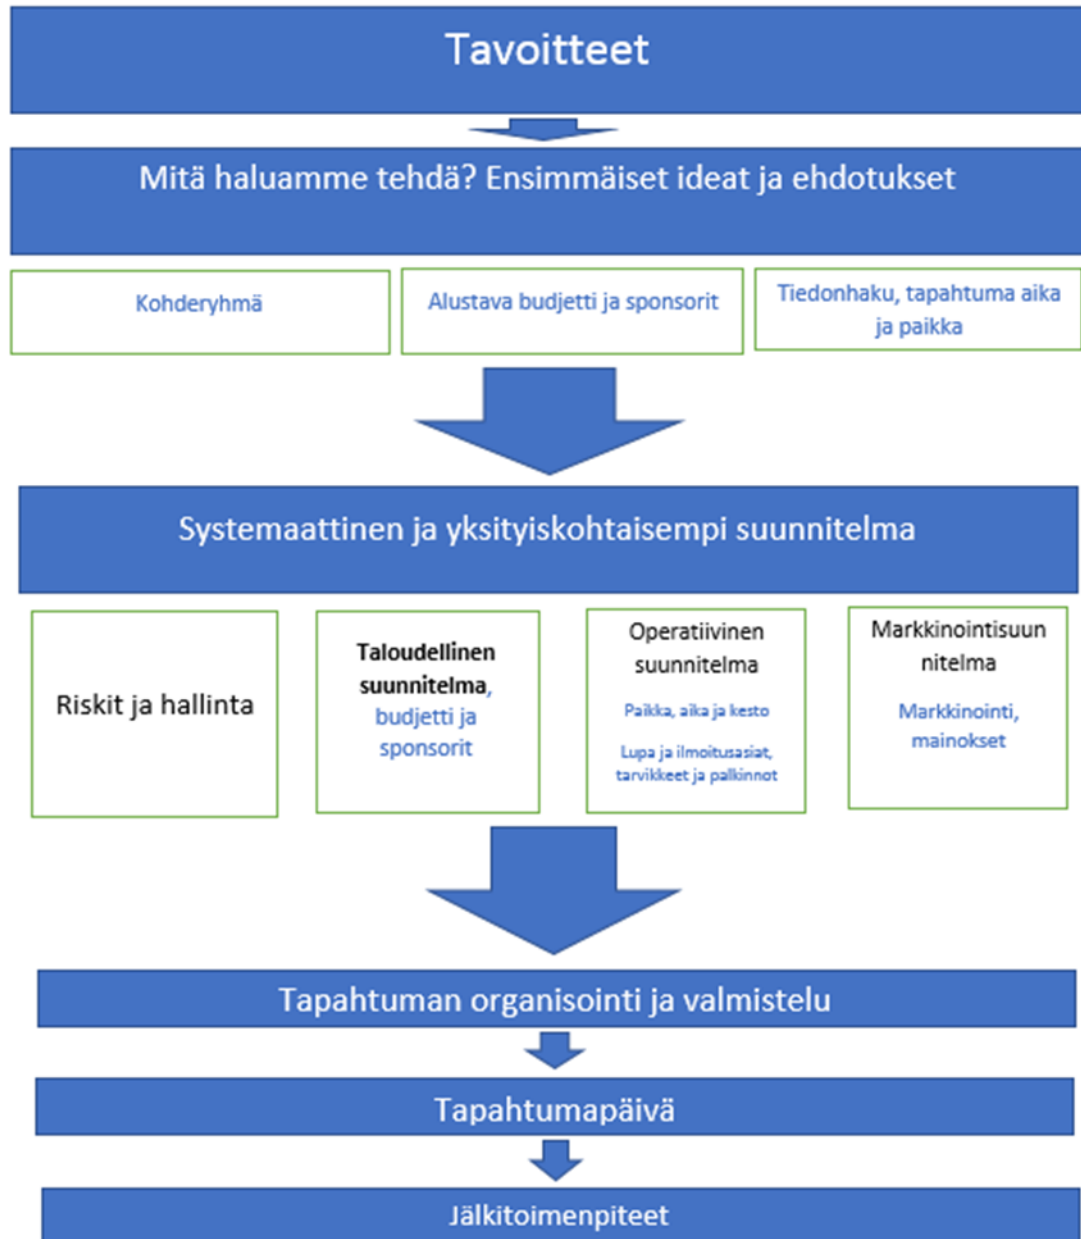 Tavoitteet
Mitä haluamme tehdä? Ensimmäiset ideat ja ehdotukset
Kohderyhmä
Alustava budjetti ja sponsorit
Tiedonhaku, tapahtuma aika
ja paikka
Systemaattinen ja yksityiskohtaisempi suunnitelma
Riskit ja hallinta
Taloudellinen
suunnitelma,
budjetti ja
sponsorit
Operatiivinen
suunnitelma
Paikka, aika ja kesto
Lupa ja ilmoitusasiat,
tarvikkeet ja palkinnot
Markkinointisuun
nitelma
Markkinointi,
mainokset
Tapahtuman organisointi ja valmistelu
Tapahtumapäivä
Jälkitoimenpiteet